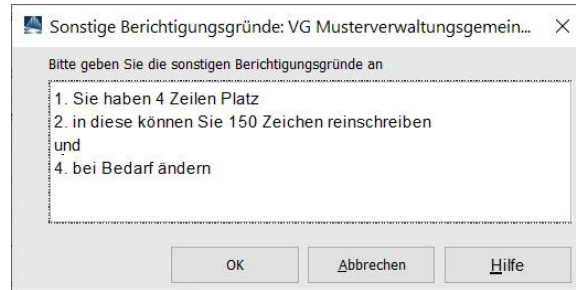 Sonstige Berichtigungsgründe: VG Musterverwaltungsgemein...
Bitte geben Sie die sonstigen Berichtigungsgründe an
1. Sie haben 4 Zeilen Platz
2. in diese können Sie 150 Zeichen reinschreiben
und
4. bei Bedarf ändern
OK Abbrechen Hilfe